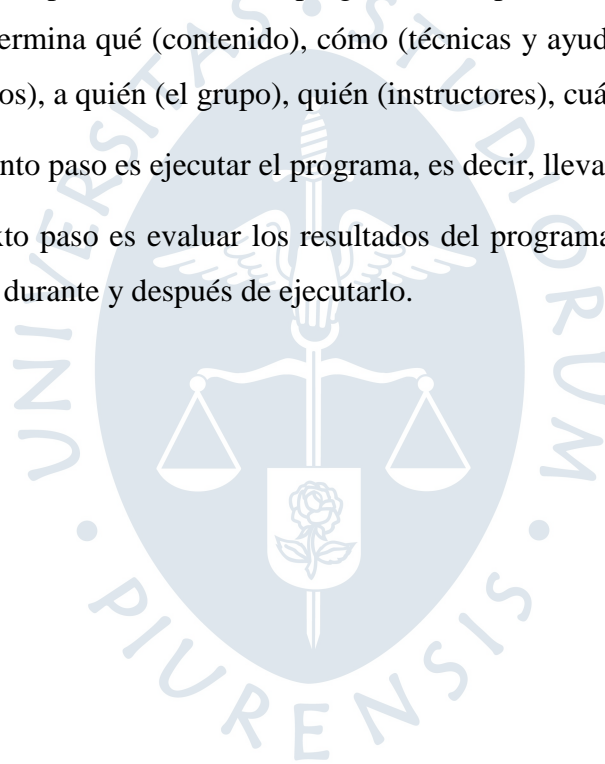 ermina qué (contenido), cómo (técnicas y ayud
os), a quién (el grupo), quién (instructores), cuá
nto paso es ejecutar el programa, es decir, lleva
xto paso es evaluar los resultados del programa
durante y después de ejecutarlo.
UNIVERSITAS • STUDIORUM • PIURENSIS •